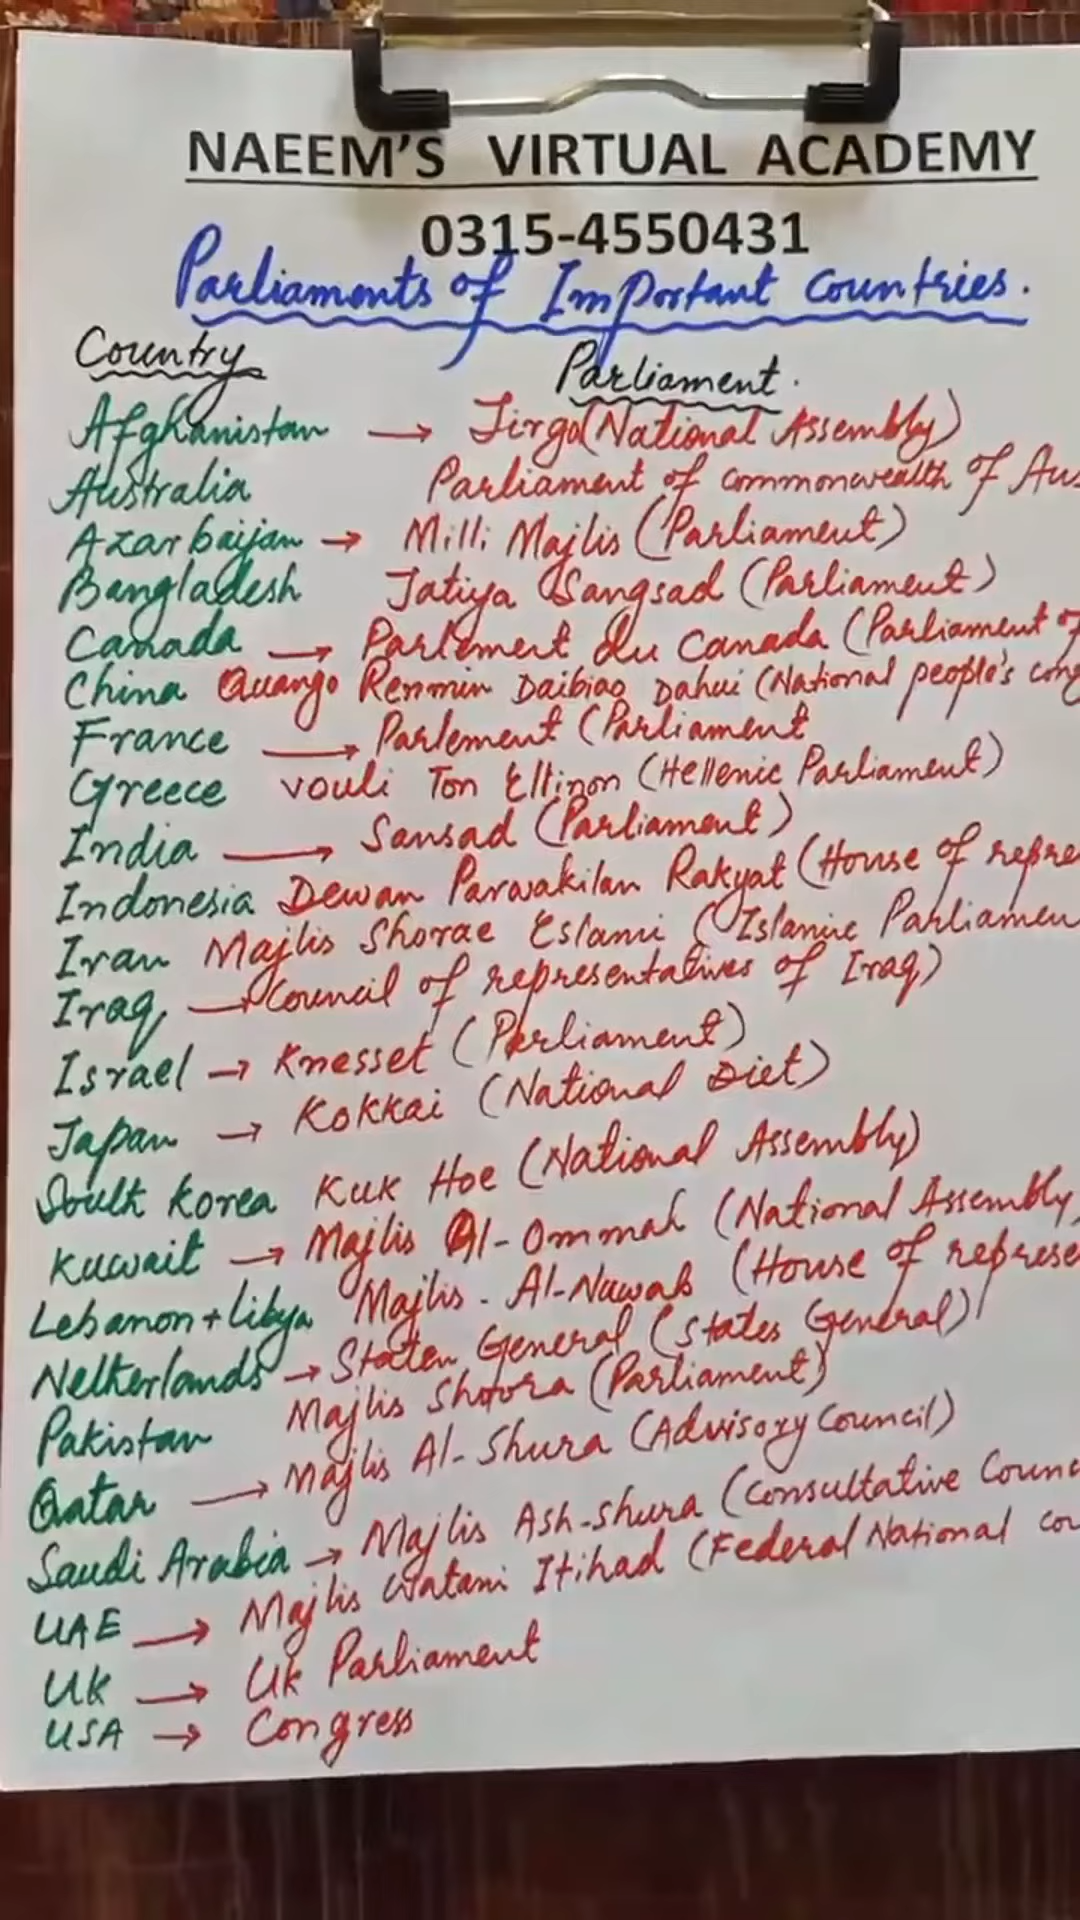 NAEEM'S VIRTUAL ACADEMY
0315-4550431
Parliaments of Important Countries.
Country Parliament.
Afghanistan → Jirga (National Assembly)
Australia Parliament of commonwealth of Aus
Azarbaijan → Milli Majlis (Parliament)
Bangladesh Jatiya Sangsad (Parliament)
Canada → Parlement du Canada (Parliament of
China Quango Renmin Daibiao Dahui (National people's cong
France → Parlement (Parliament
Greece Vouli Ton Ellinon (Hellenic Parliament)
India → Sansad (Parliament)
Indonesia Dewan Parwakilan Rakyat (House of repre
Iran Majlis Shorae Eslami (Islamic Parliamen
Iraq → Council of representatives of Iraq)
Israel → Knesset (Parliament)
Japan → Kokkai (National Diet)
South Korea Kuk Hoe (National Assembly)
Kuwait → Majlis Al-Ommah (National Assembly)
Lebanon + Libya Majlis - Al-Nuwab (House of represe
Netherlands → Staten General (States General)
Pakistan Majlis Shoora (Parliament)
Qatar → Majlis Al-Shura (Advisory Council)
Saudi Arabia → Majlis Ash-Shura (Consultative Counc
UAE → Majlis Watani Itihad (Federal National cou
UK → UK Parliament
USA → Congress